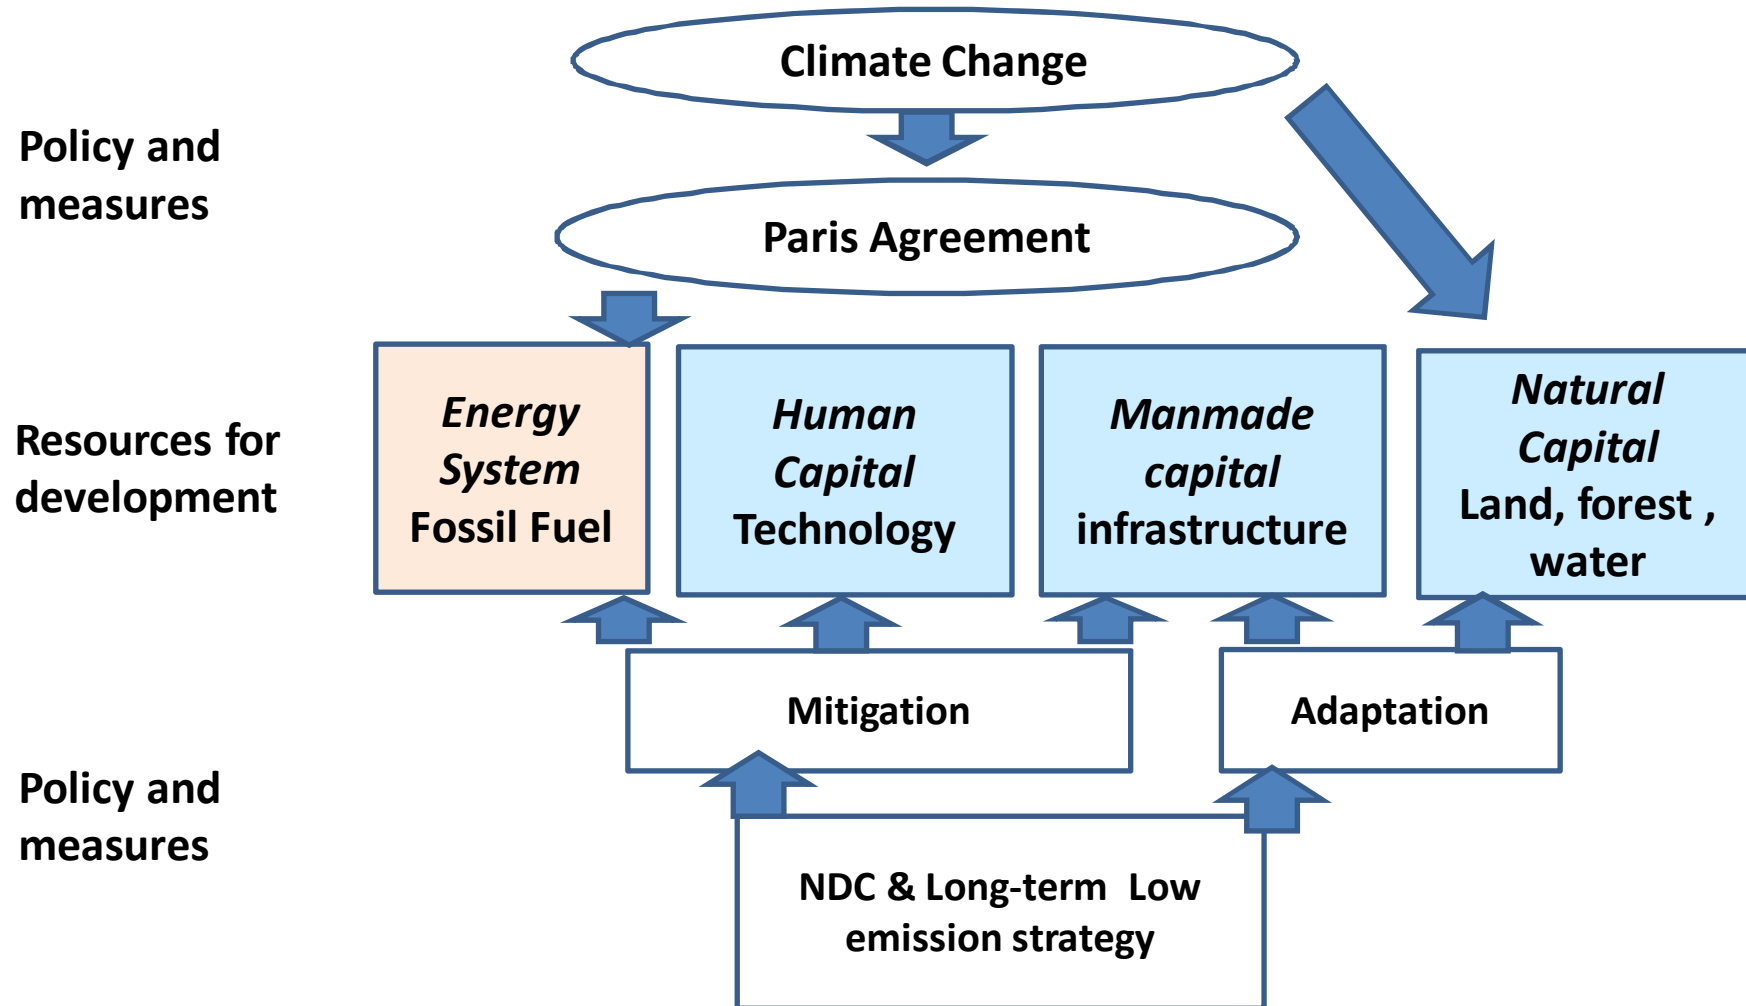 Climate Change
Policy and
measures
Paris Agreement
Resources for
development
Energy
System
Fossil Fuel
Human
Capital
Technology
Manmade
capital
infrastructure
Natural
Capital
Land, forest ,
water
Mitigation
Adaptation
Policy and
measures
NDC & Long-term  Low
emission strategy